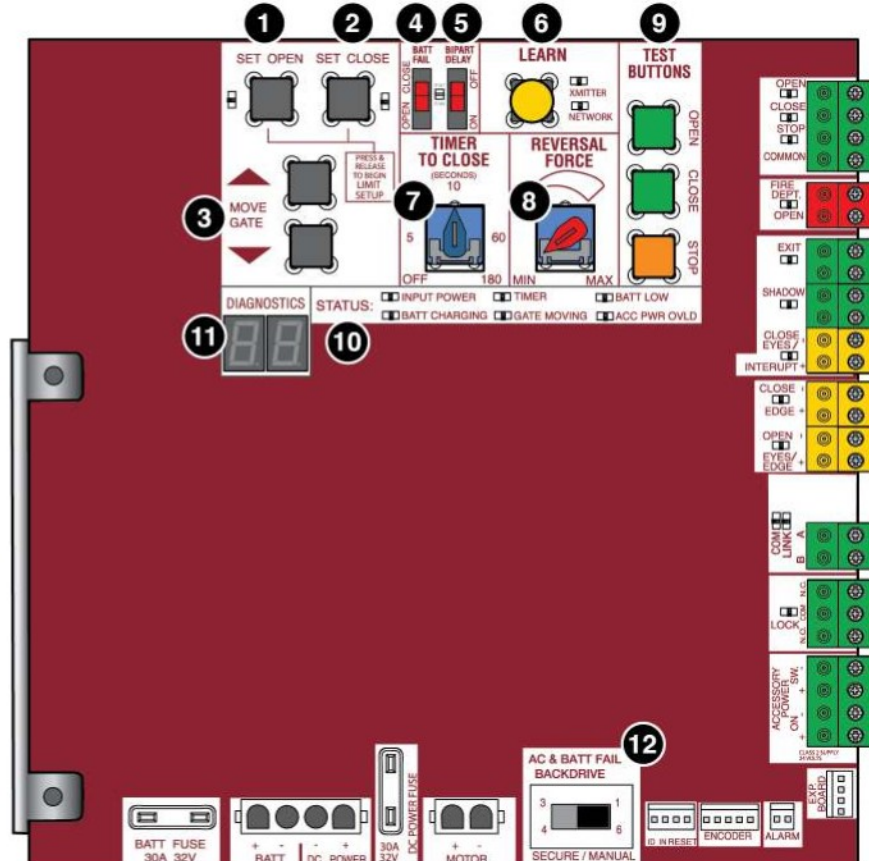 1 2 4 5 6 9
SET OPEN SET CLOSE
BATT FAIL
BIPART DELAY
OPEN CLOSE
ON OFF
LEARN
XMITTER
NETWORK
TEST BUTTONS
OPEN
CLOSE
STOP
PRESS &
RELEASE
TO BEGIN
LIMIT
SETUP
3 MOVE GATE
TIMER
TO CLOSE
(SECONDS)
10
7
5 60
OFF 180
REVERSAL
FORCE
8
MIN MAX
DIAGNOSTICS
11
STATUS: INPUT POWER TIMER BATT LOW
BATT CHARGING GATE MOVING ACC PWR OVLD
10
OPEN
CLOSE
STOP
COMMON
FIRE
DEPT.
OPEN
EXIT
SHADOW
CLOSE -
EYES/
INTERUPT +
CLOSE -
EDGE +
OPEN -
EYES/
EDGE +
COM LINK
A
B
LOCK
N.C.
COM
N.O.
ACCESSORY
POWER
SW. - +
ON - +
CLASS 2 SUPPLY
24 VOLTS
EXP.
BOARD
12
AC & BATT FAIL
BACKDRIVE
3 1
4 6
SECURE / MANUAL
BATT FUSE
30A 32V
+ - - +
BATT DC POWER
DC POWER FUSE
30A
32V
+ -
MOTOR
ID IN RESET
ENCODER
ALARM